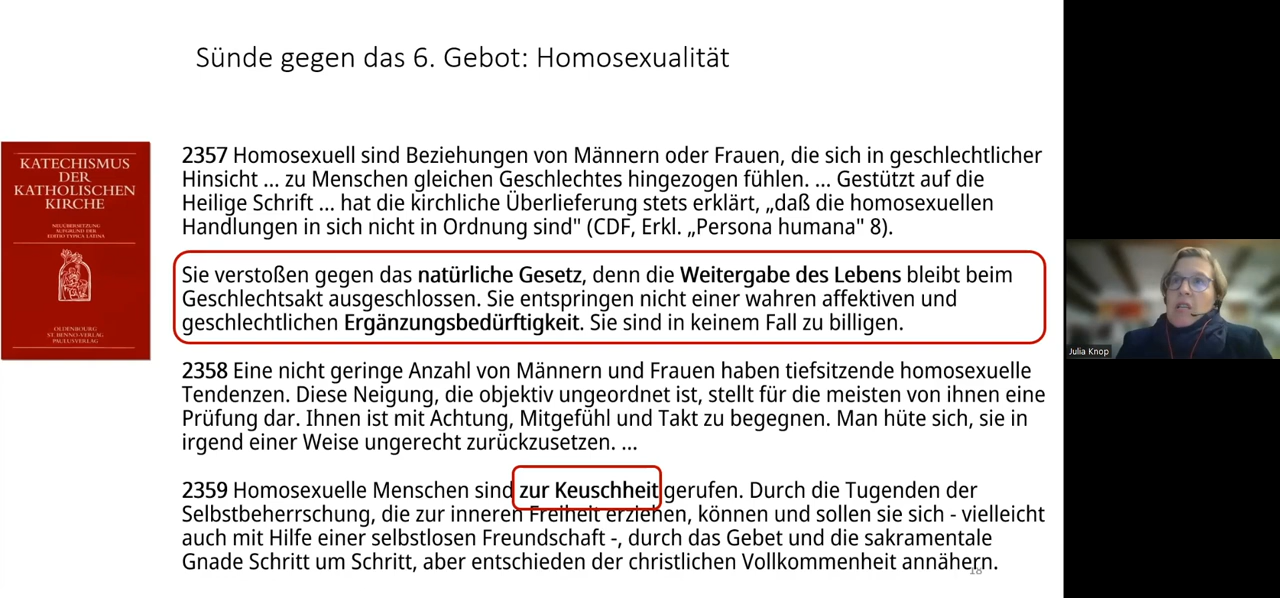 Sünde gegen das 6. Gebot: Homosexualität
KATECHISMUS
DER
KATHOLISCHEN
KIRCHE
NEUÜBERSETZUNG
AUFGRUND DER
EDITIO TYPICA LATINA
OLDENBOURG
ST. BENNO-VERLAG
PAULUSVERLAG
2357 Homosexuell sind Beziehungen von Männern oder Frauen, die sich in geschlechtlicher
Hinsicht ... zu Menschen gleichen Geschlechtes hingezogen fühlen. ... Gestützt auf die
Heilige Schrift ... hat die kirchliche Überlieferung stets erklärt, „daß die homosexuellen
Handlungen in sich nicht in Ordnung sind" (CDF, Erkl. „Persona humana" 8).
Sie verstoßen gegen das natürliche Gesetz, denn die Weitergabe des Lebens bleibt beim
Geschlechtsakt ausgeschlossen. Sie entspringen nicht einer wahren affektiven und
geschlechtlichen Ergänzungsbedürftigkeit. Sie sind in keinem Fall zu billigen.
2358 Eine nicht geringe Anzahl von Männern und Frauen haben tiefsitzende homosexuelle
Tendenzen. Diese Neigung, die objektiv ungeordnet ist, stellt für die meisten von ihnen eine
Prüfung dar. Ihnen ist mit Achtung, Mitgefühl und Takt zu begegnen. Man hüte sich, sie in
irgend einer Weise ungerecht zurückzusetzen. ...
2359 Homosexuelle Menschen sind zur Keuschheit gerufen. Durch die Tugenden der
Selbstbeherrschung, die zur inneren Freiheit erziehen, können und sollen sie sich - vielleicht
auch mit Hilfe einer selbstlosen Freundschaft -, durch das Gebet und die sakramentale
Gnade Schritt um Schritt, aber entschieden der christlichen Vollkommenheit annähern.
18
Julia Knop